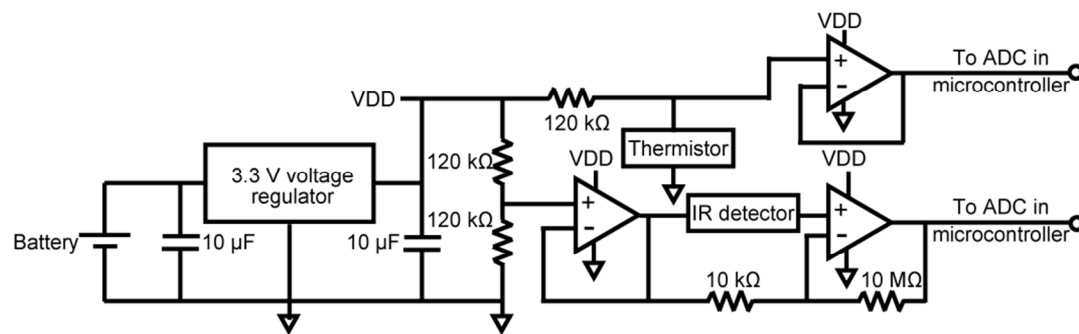 VDD
To ADC in
microcontroller
VDD
120 kΩ
120 kΩ
Thermistor
3.3 V voltage
regulator
VDD
VDD
IR detector
To ADC in
microcontroller
120 kΩ
Battery
10 µF
10 µF
10 kΩ
10 MΩ